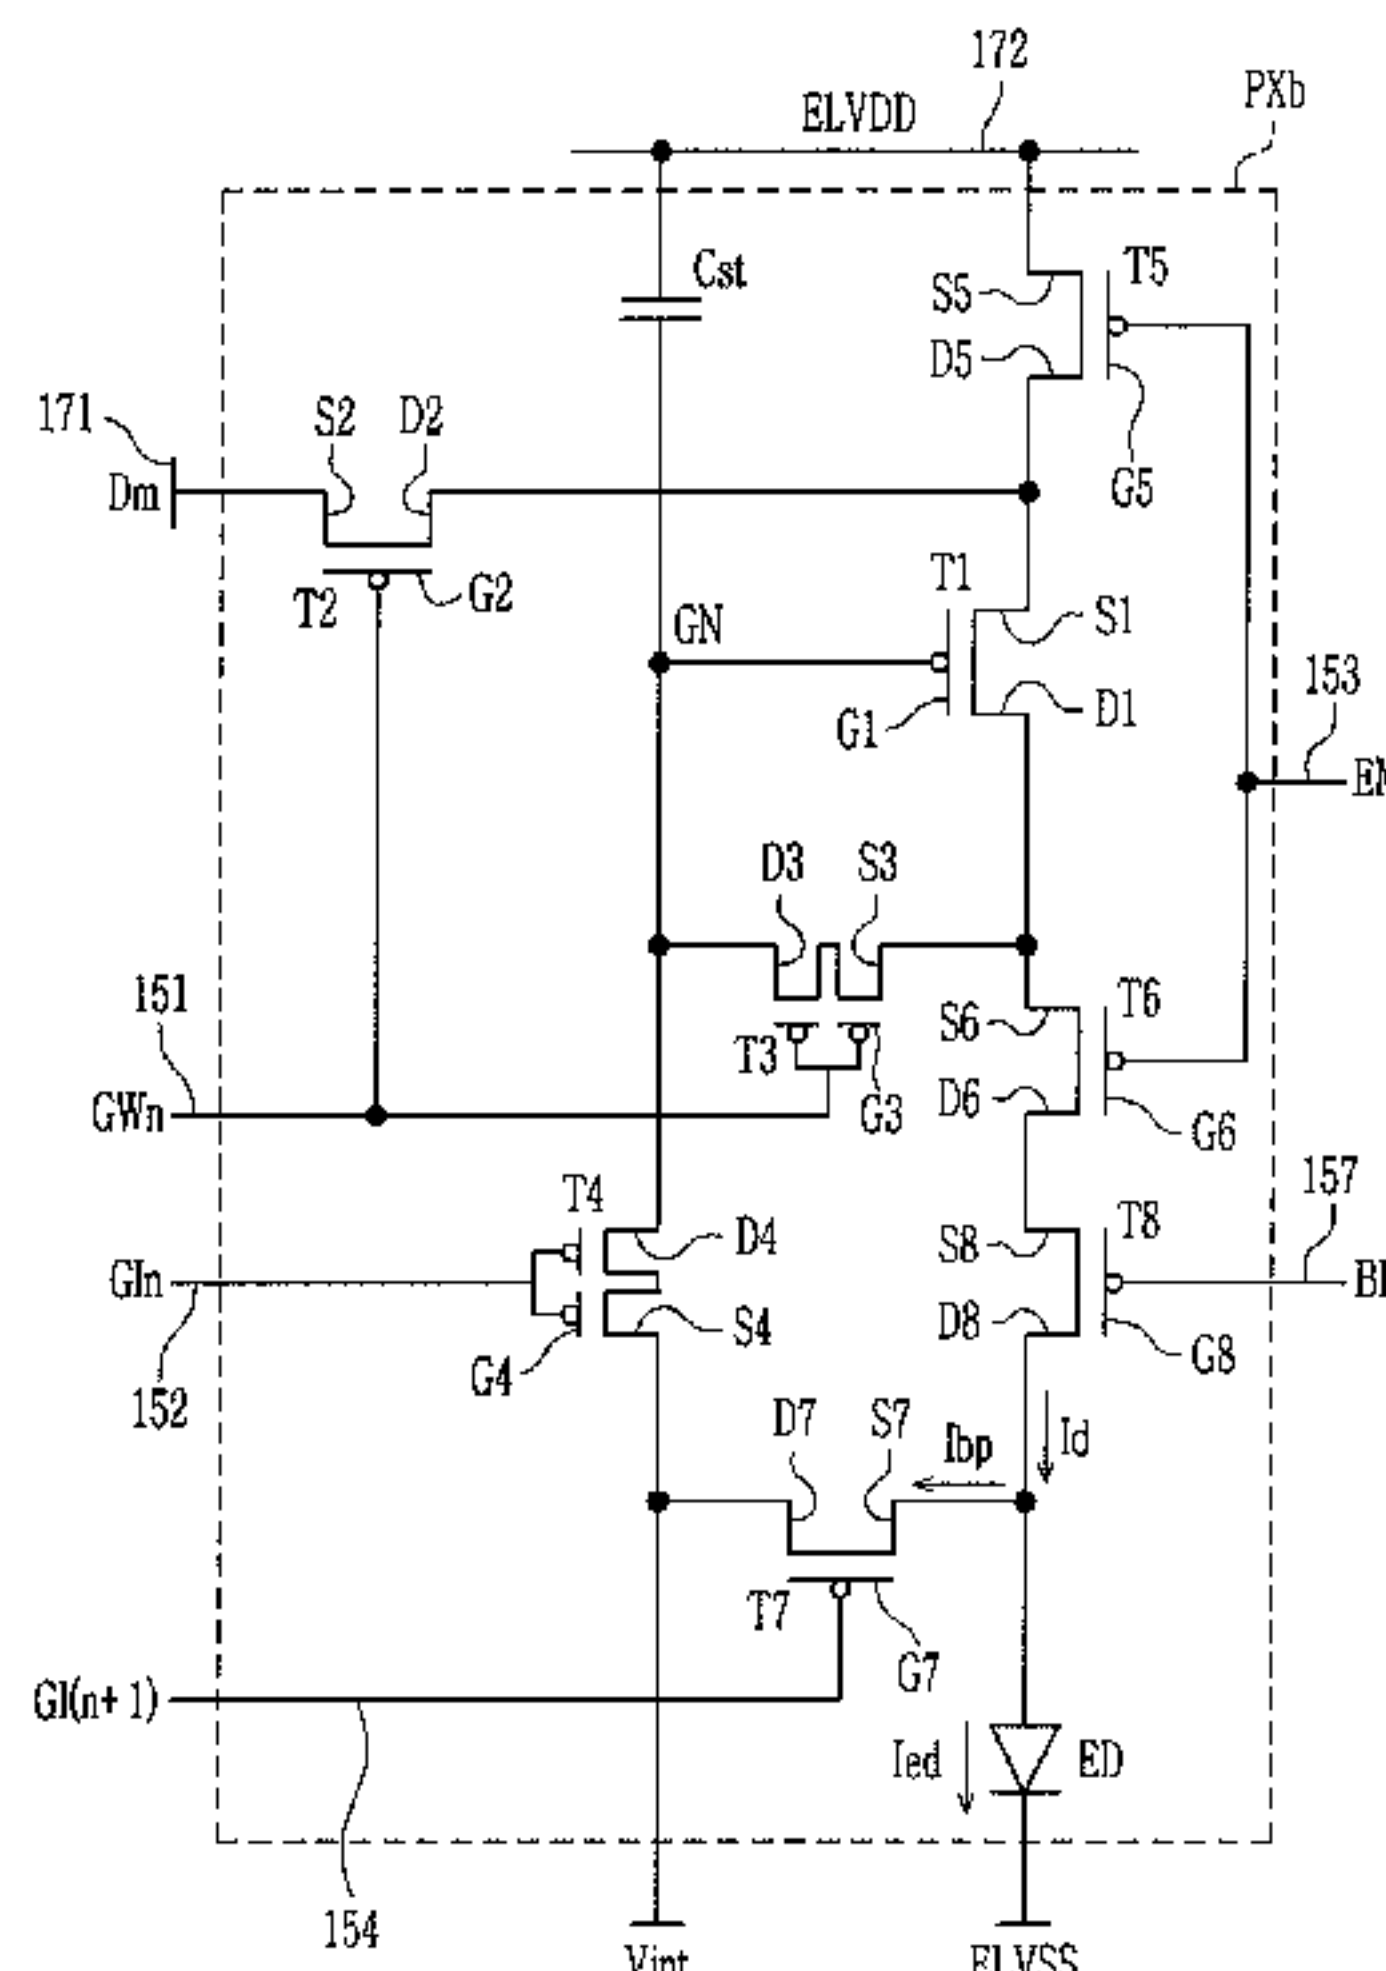 172
PXb
ELVDD
Cst
T5
S5
D5
171
S2
D2
Dm
G5
T1
T2
G2
GN
S1
153
G1
D1
D3
S3
151
T6
S6
T3
GWn
D6
G3
G6
157
T4
T8
D4
S8
GIn
S4
D8
G4
G8
152
D7
S7
Ibp
Id
T7
G7
GI(n+1)
Ied
ED
154
Vint
ELVSS